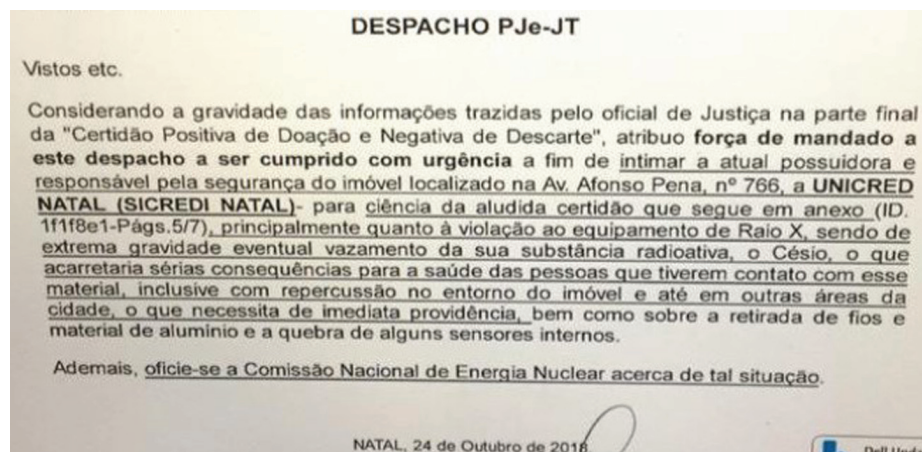 DESPACHO PJe-JT
Vistos etc.
Considerando a gravidade das informações trazidas pelo oficial de Justiça na parte final
da "Certidão Positiva de Doação e Negativa de Descarte", atribuo força de mandado a
este despacho a ser cumprido com urgência a fim de intimar a atual possuidora e
responsável pela segurança do imóvel localizado na Av. Afonso Pena, nº 766, a UNICRED
NATAL (SICREDI NATAL)- para ciência da aludida certidão que segue em anexo (ID.
1f1f8e1-Págs.5/7), principalmente quanto à violação ao equipamento de Raio X, sendo de
extrema gravidade eventual vazamento da sua substância radioativa, o Césio, o que
acarretaria sérias consequências para a saúde das pessoas que tiverem contato com esse
material, inclusive com repercussão no entorno do imóvel e até em outras áreas da
cidade, o que necessita de imediata providência, bem como sobre a retirada de fios e
material de aluminio e a quebra de alguns sensores internos.
Ademais, oficie-se a Comissão Nacional de Energia Nuclear acerca de tal situação.
NATAL, 24 de Outubro de 2018